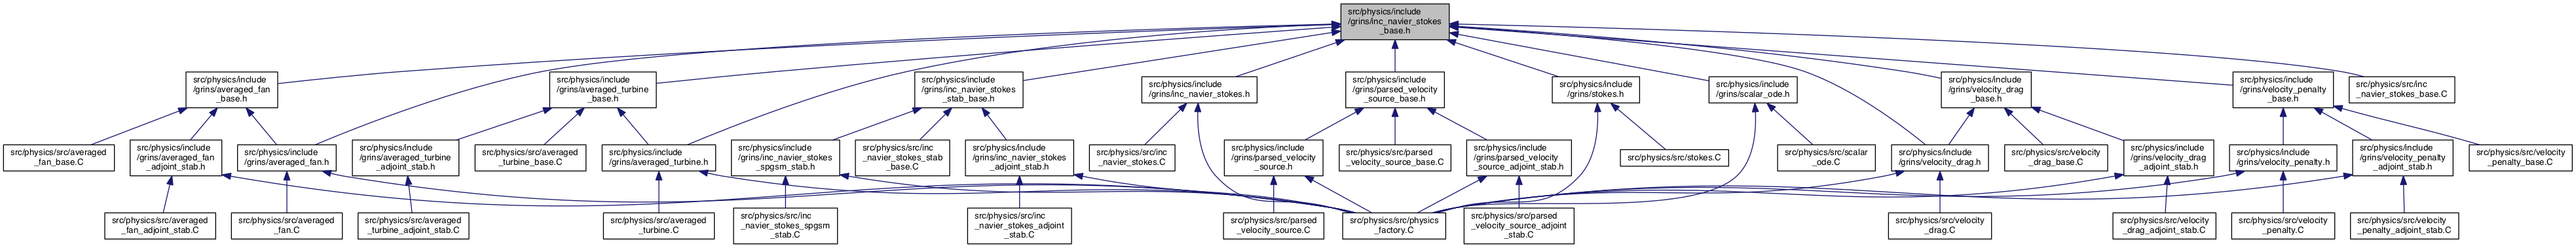 src/physics/include
/grins/inc_navier_stokes
_base.h
src/physics/include
/grins/averaged_fan
_base.h
src/physics/include
/grins/averaged_turbine
_base.h
src/physics/include
/grins/inc_navier_stokes
_stab_base.h
src/physics/include
/grins/inc_navier_stokes.h
src/physics/include
/grins/parsed_velocity
_source_base.h
src/physics/include
/grins/stokes.h
src/physics/include
/grins/scalar_ode.h
src/physics/include
/grins/velocity_drag
_base.h
src/physics/include
/grins/velocity_penalty
_base.h
src/physics/src/inc
_navier_stokes_base.C
src/physics/src/averaged
_fan_base.C
src/physics/include
/grins/averaged_fan
_adjoint_stab.h
src/physics/include
/grins/averaged_fan.h
src/physics/include
/grins/averaged_turbine
_adjoint_stab.h
src/physics/src/averaged
_turbine_base.C
src/physics/include
/grins/averaged_turbine.h
src/physics/include
/grins/inc_navier_stokes
_spgsm_stab.h
src/physics/src/inc
_navier_stokes_stab
_base.C
src/physics/include
/grins/inc_navier_stokes
_adjoint_stab.h
src/physics/src/inc
_navier_stokes.C
src/physics/include
/grins/parsed_velocity
_source.h
src/physics/src/parsed
_velocity_source_base.C
src/physics/include
/grins/parsed_velocity
_source_adjoint_stab.h
src/physics/src/stokes.C
src/physics/src/scalar
_ode.C
src/physics/include
/grins/velocity_drag.h
src/physics/src/velocity
_drag_base.C
src/physics/include
/grins/velocity_drag
_adjoint_stab.h
src/physics/include
/grins/velocity_penalty.h
src/physics/include
/grins/velocity_penalty
_adjoint_stab.h
src/physics/src/velocity
_penalty_base.C
src/physics/src/averaged
_fan_adjoint_stab.C
src/physics/src/averaged
_fan.C
src/physics/src/averaged
_turbine_adjoint_stab.C
src/physics/src/averaged
_turbine.C
src/physics/src/inc
_navier_stokes_spgsm
_stab.C
src/physics/src/inc
_navier_stokes_adjoint
_stab.C
src/physics/src/parsed
_velocity_source.C
src/physics/src/physics
_factory.C
src/physics/src/parsed
_velocity_source_adjoint
_stab.C
src/physics/src/velocity
_drag.C
src/physics/src/velocity
_drag_adjoint_stab.C
src/physics/src/velocity
_penalty.C
src/physics/src/velocity
_penalty_adjoint_stab.C